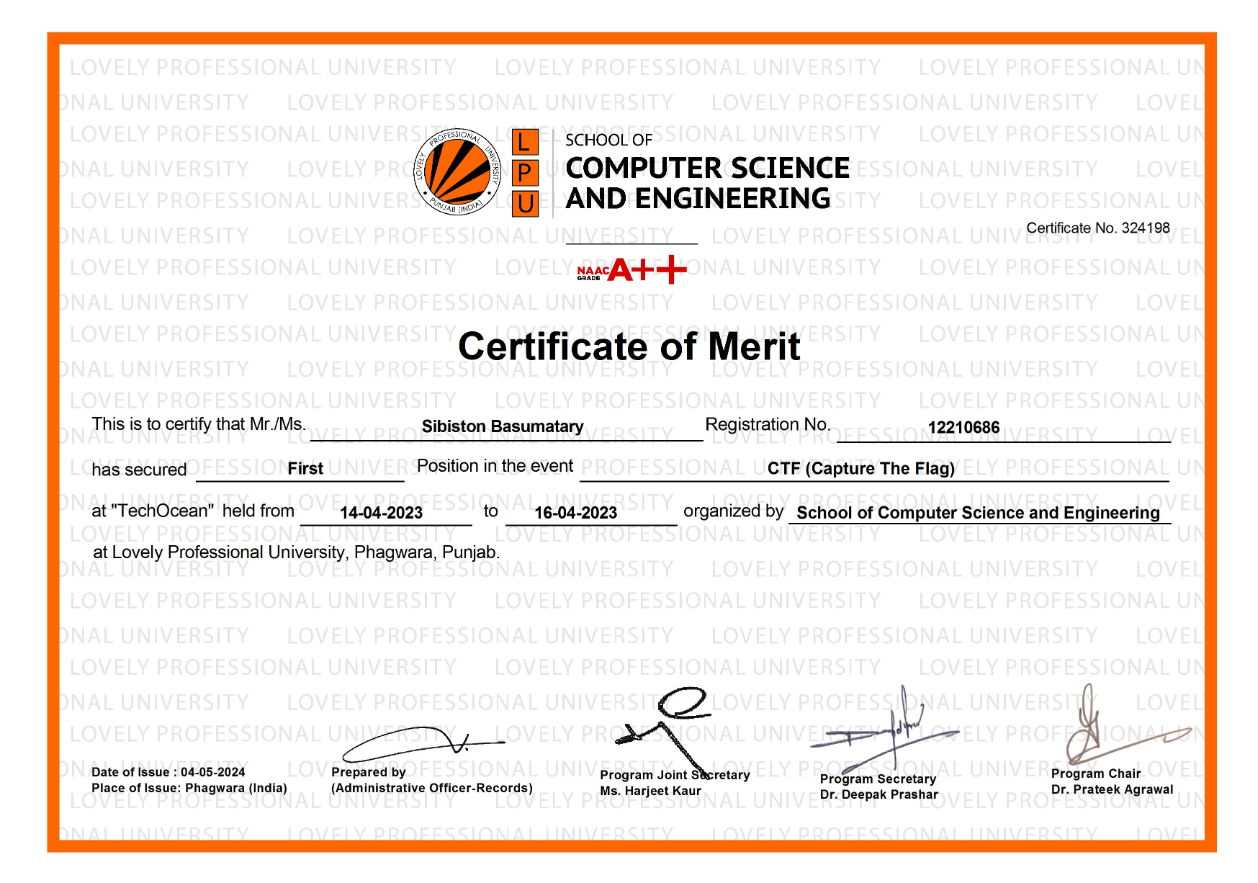 LOVELY PROFESSIONAL UNIVERSITY
PUNJAB (INDIA)
L
P
U
SCHOOL OF
COMPUTER SCIENCE
AND ENGINEERING
Certificate No. 324198
NAAC
GRADE
A++
Certificate of Merit
This is to certify that Mr./Ms. Sibiston Basumatary Registration No. 12210686
has secured First Position in the event CTF (Capture The Flag)
at "TechOcean" held from 14-04-2023 to 16-04-2023 organized by School of Computer Science and Engineering
at Lovely Professional University, Phagwara, Punjab.
Date of Issue : 04-05-2024
Place of Issue: Phagwara (India)
Prepared by
(Administrative Officer-Records)
Program Joint Secretary
Ms. Harjeet Kaur
Program Secretary
Dr. Deepak Prashar
Program Chair
Dr. Prateek Agrawal